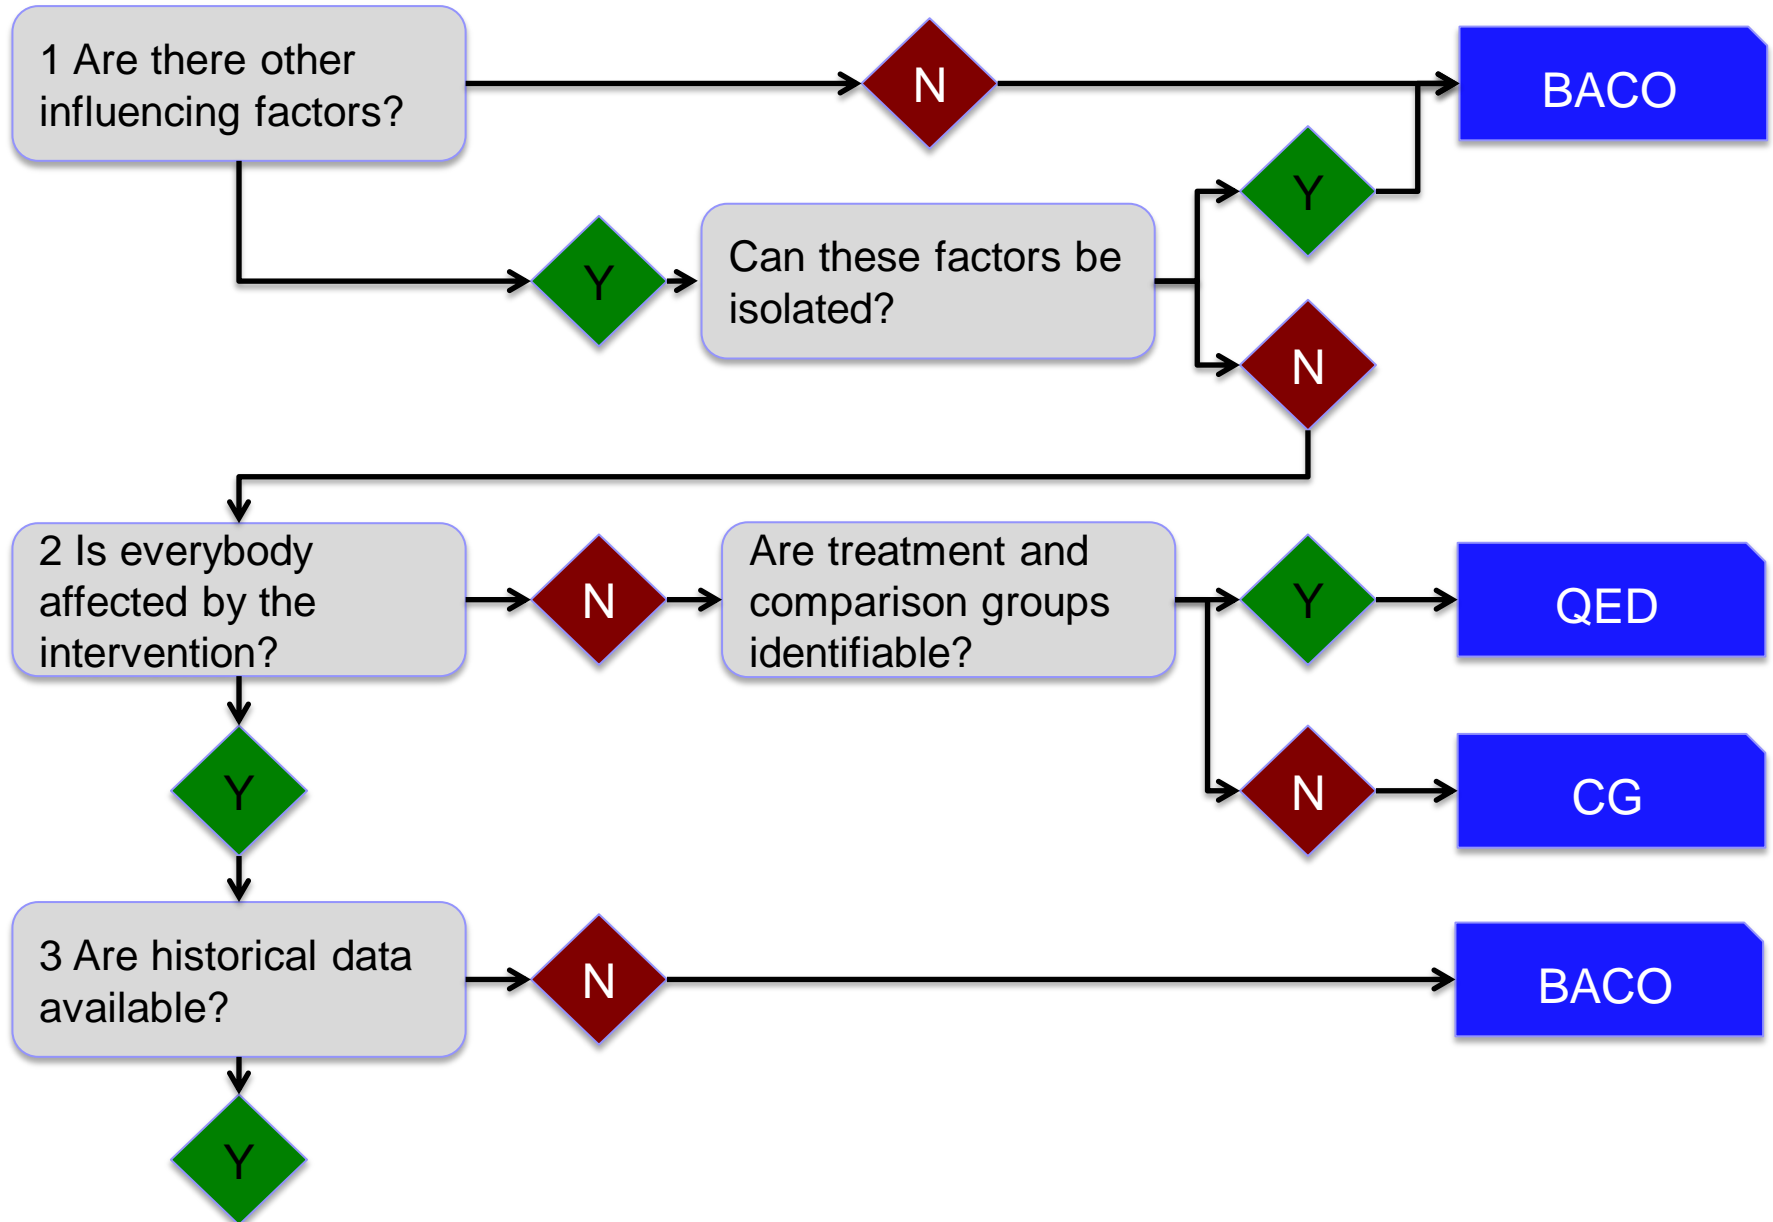 1 Are there other
influencing factors?
N
BACO
Y
Y
Can these factors be
isolated?
N
2 Is everybody
affected by the
intervention?
N
Are treatment and
comparison groups
identifiable?
Y
QED
Y
N
CG
3 Are historical data
available?
N
BACO
Y